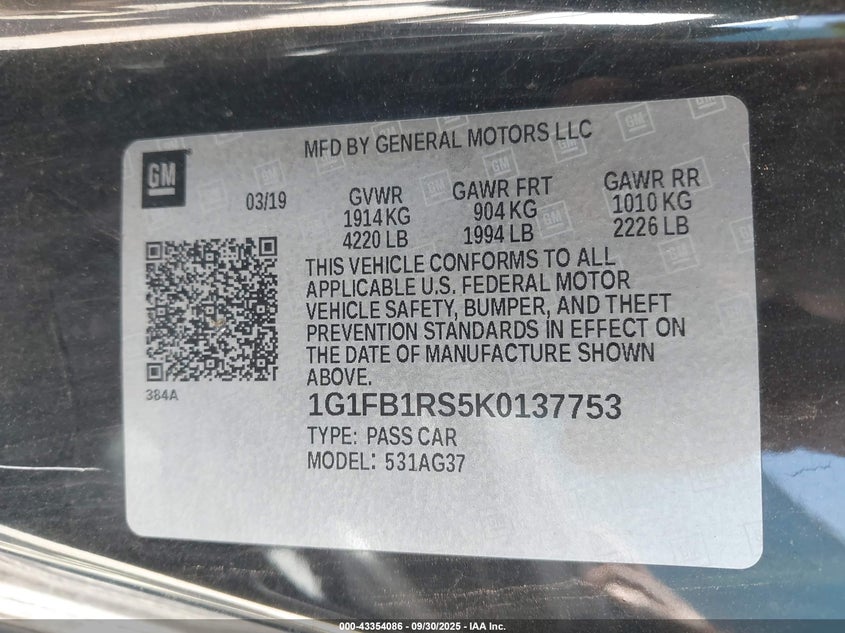 MFD BY GENERAL MOTORS LLC
GM
03/19
GVWR GAWR FRT GAWR RR
1914 KG 904 KG 1010 KG
4220 LB 1994 LB 2226 LB
THIS VEHICLE CONFORMS TO ALL
APPLICABLE U.S. FEDERAL MOTOR
VEHICLE SAFETY, BUMPER, AND THEFT
PREVENTION STANDARDS IN EFFECT ON
THE DATE OF MANUFACTURE SHOWN
ABOVE.
384A
1G1FB1RS5K0137753
TYPE: PASS CAR
MODEL: 531AG37
000-43354086 - 09/30/2025 - IAA Inc.